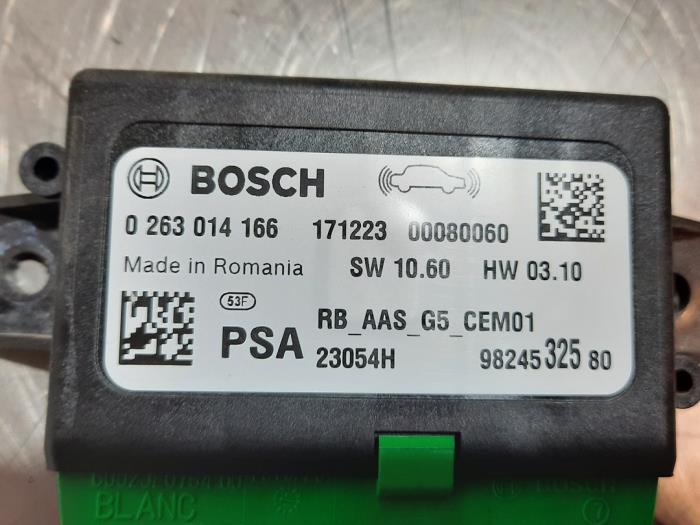 BOSCH
0 263 014 166 171223 00080060
Made in Romania SW 10.60 HW 03.10
53F
PSA RB_AAS_G5_CEM01
23054H 98245 325 80
BLANC